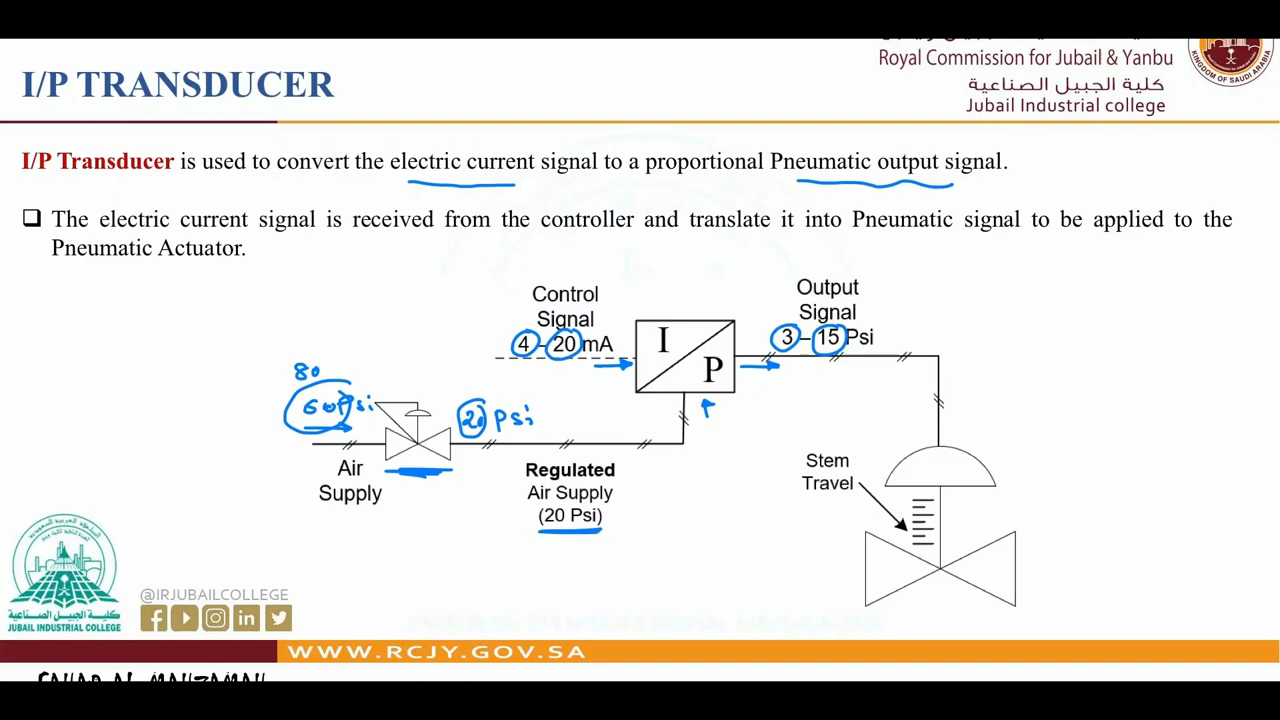 Royal Commission for Jubail & Yanbu
كلية الجبيل الصناعية
Jubail Industrial college
KINGDOM OF SAUDI ARABIA
I/P TRANSDUCER
I/P Transducer is used to convert the electric current signal to a proportional Pneumatic output signal.
The electric current signal is received from the controller and translate it into Pneumatic signal to be applied to the
Pneumatic Actuator.
Control
Signal
4 – 20 mA
I
P
Output
Signal
3 – 15 Psi
80
60 Psi
20 Psi
Air
Supply
Regulated
Air Supply
(20 Psi)
Stem
Travel
كلية الجبيل الصناعية
JUBAIL INDUSTRIAL COLLEGE
@IRJUBAILCOLLEGE
WWW.RCJY.GOV.SA